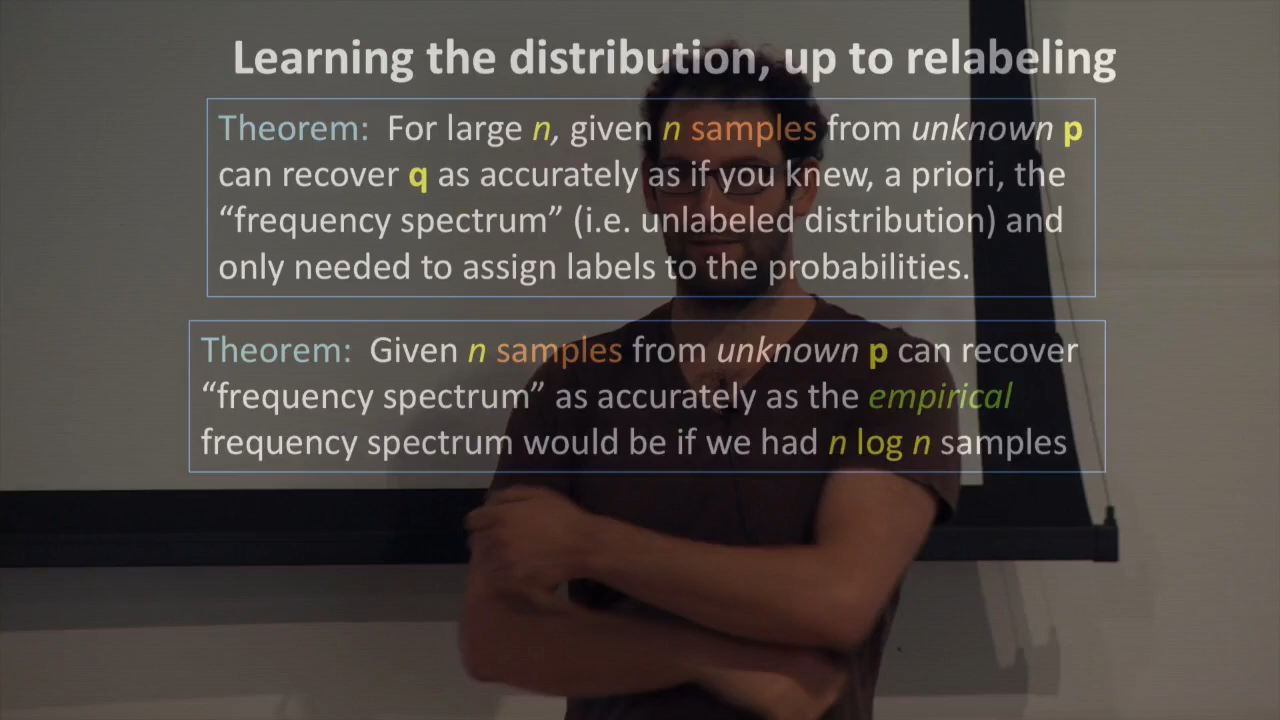 Learning the distribution, up to relabeling
Theorem: For large n, given n samples from unknown p
can recover q as accurately as if you knew, a priori, the
“frequency spectrum” (i.e. unlabeled distribution) and
only needed to assign labels to the probabilities.
Theorem: Given n samples from unknown p can recover
“frequency spectrum” as accurately as the empirical
frequency spectrum would be if we had n log n samples